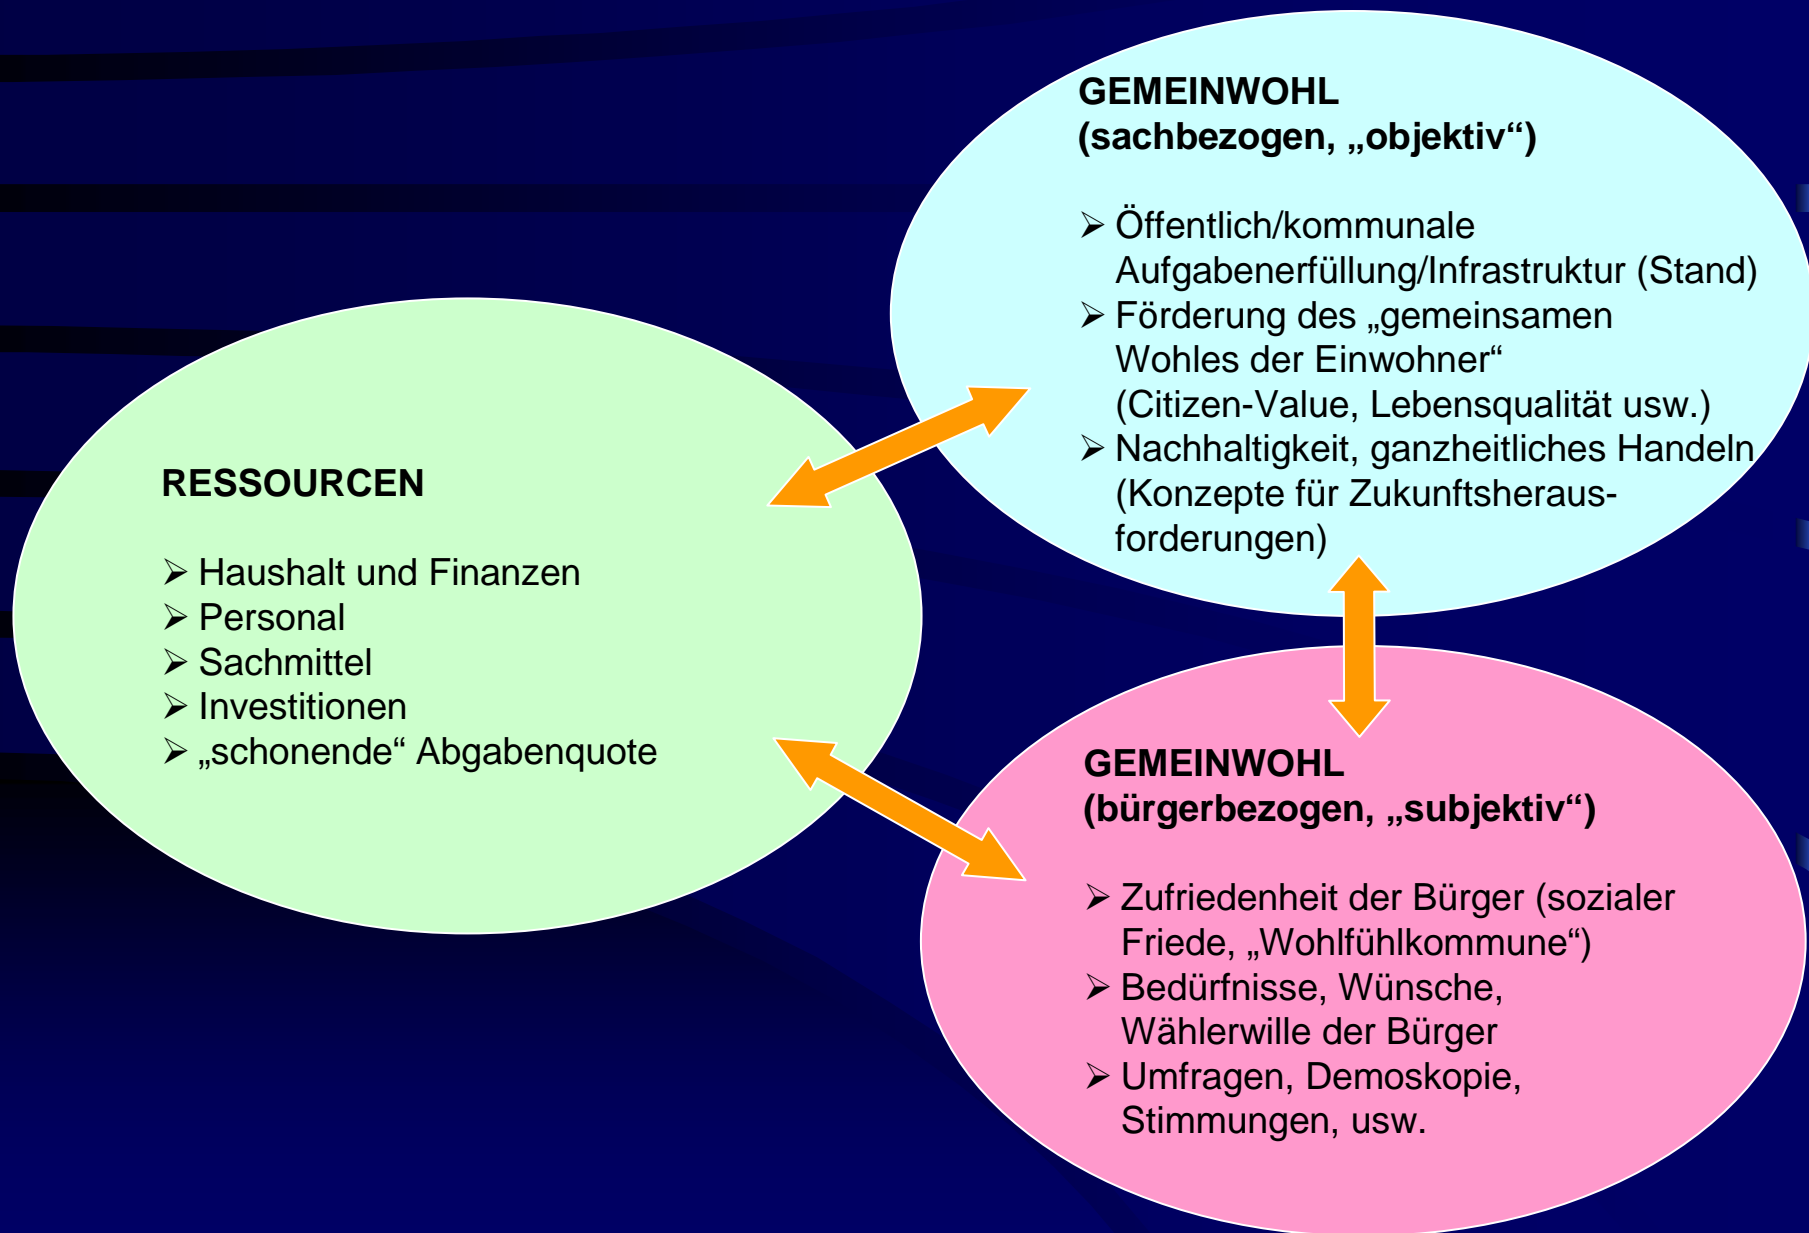 GEMEINWOHL
(sachbezogen, „objektiv“)
➢ Öffentlich/kommunale
Aufgabenerfüllung/Infrastruktur (Stand)
➢ Förderung des „gemeinsamen
Wohles der Einwohner“
(Citizen-Value, Lebensqualität usw.)
➢ Nachhaltigkeit, ganzheitliches Handeln
(Konzepte für Zukunftsheraus-
forderungen)
RESSOURCEN
➢ Haushalt und Finanzen
➢ Personal
➢ Sachmittel
➢ Investitionen
➢ „schonende“ Abgabenquote
GEMEINWOHL
(bürgerbezogen, „subjektiv“)
➢ Zufriedenheit der Bürger (sozialer
Friede, „Wohlfühlkommune“)
➢ Bedürfnisse, Wünsche,
Wählerwille der Bürger
➢ Umfragen, Demoskopie,
Stimmungen, usw.